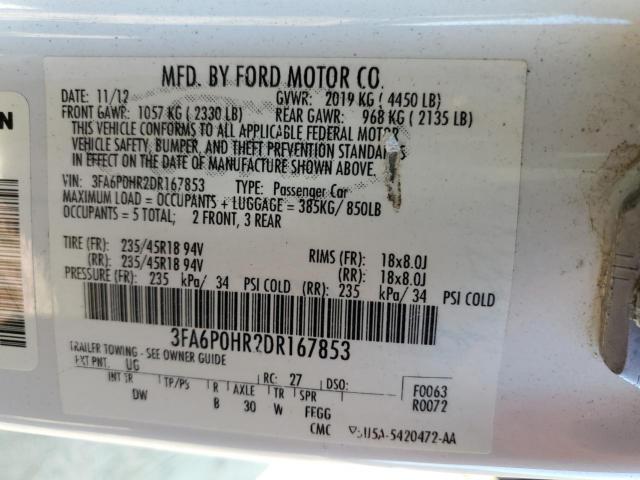 N
MFD. BY FORD MOTOR CO.
DATE: 11/12 GVWR: 2019 KG ( 4450 LB)
FRONT GAWR: 1057 KG ( 2330 LB) REAR GAWR: 968 KG ( 2135 LB)
THIS VEHICLE CONFORMS TO ALL APPLICABLE FEDERAL MOTOR
VEHICLE SAFETY, BUMPER, AND THEFT PREVENTION STANDARDS
IN EFFECT ON THE DATE OF MANUFACTURE SHOWN ABOVE.
VIN: 3FA6P0HR2DR167853 TYPE: Passenger Car
MAXIMUM LOAD = OCCUPANTS + LUGGAGE = 385KG/ 850LB
OCCUPANTS = 5 TOTAL; 2 FRONT, 3 REAR
TIRE (FR): 235/45R18 94V RIMS (FR): 18x8.0J
(RR): 235/45R18 94V (RR): 18x8.0J
PRESSURE (FR): 235 kPa/ 34 PSI COLD (RR): 235 kPa/ 34 PSI COLD
3FA6P0HR2DR167853
TRAILER TOWING - SEE OWNER GUIDE
EXT PNT: UG RC: 27 DSO: F0063
INT TR TP/PS R AXLE TR SPR R0072
DW B 30 W FFGG
CMC 5U5A-5420472-AA